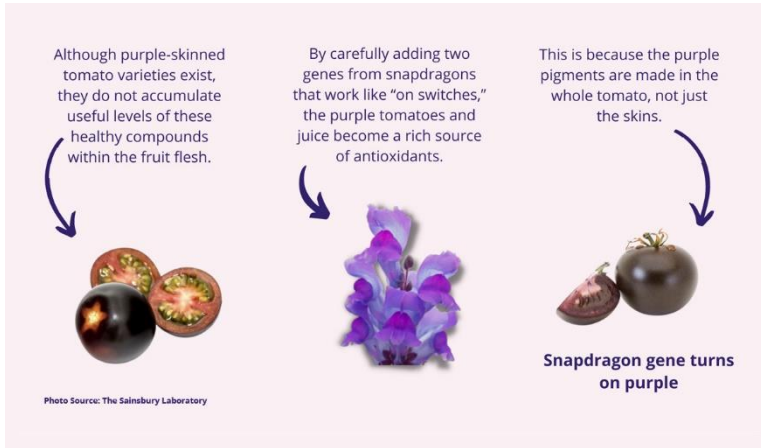 Although purple-skinned
tomato varieties exist,
they do not accumulate
useful levels of these
healthy compounds
within the fruit flesh.
By carefully adding two
genes from snapdragons
that work like “on switches,”
the purple tomatoes and
juice become a rich source
of antioxidants.
This is because the purple
pigments are made in the
whole tomato, not just
the skins.
Snapdragon gene turns
on purple
Photo Source: The Sainsbury Laboratory